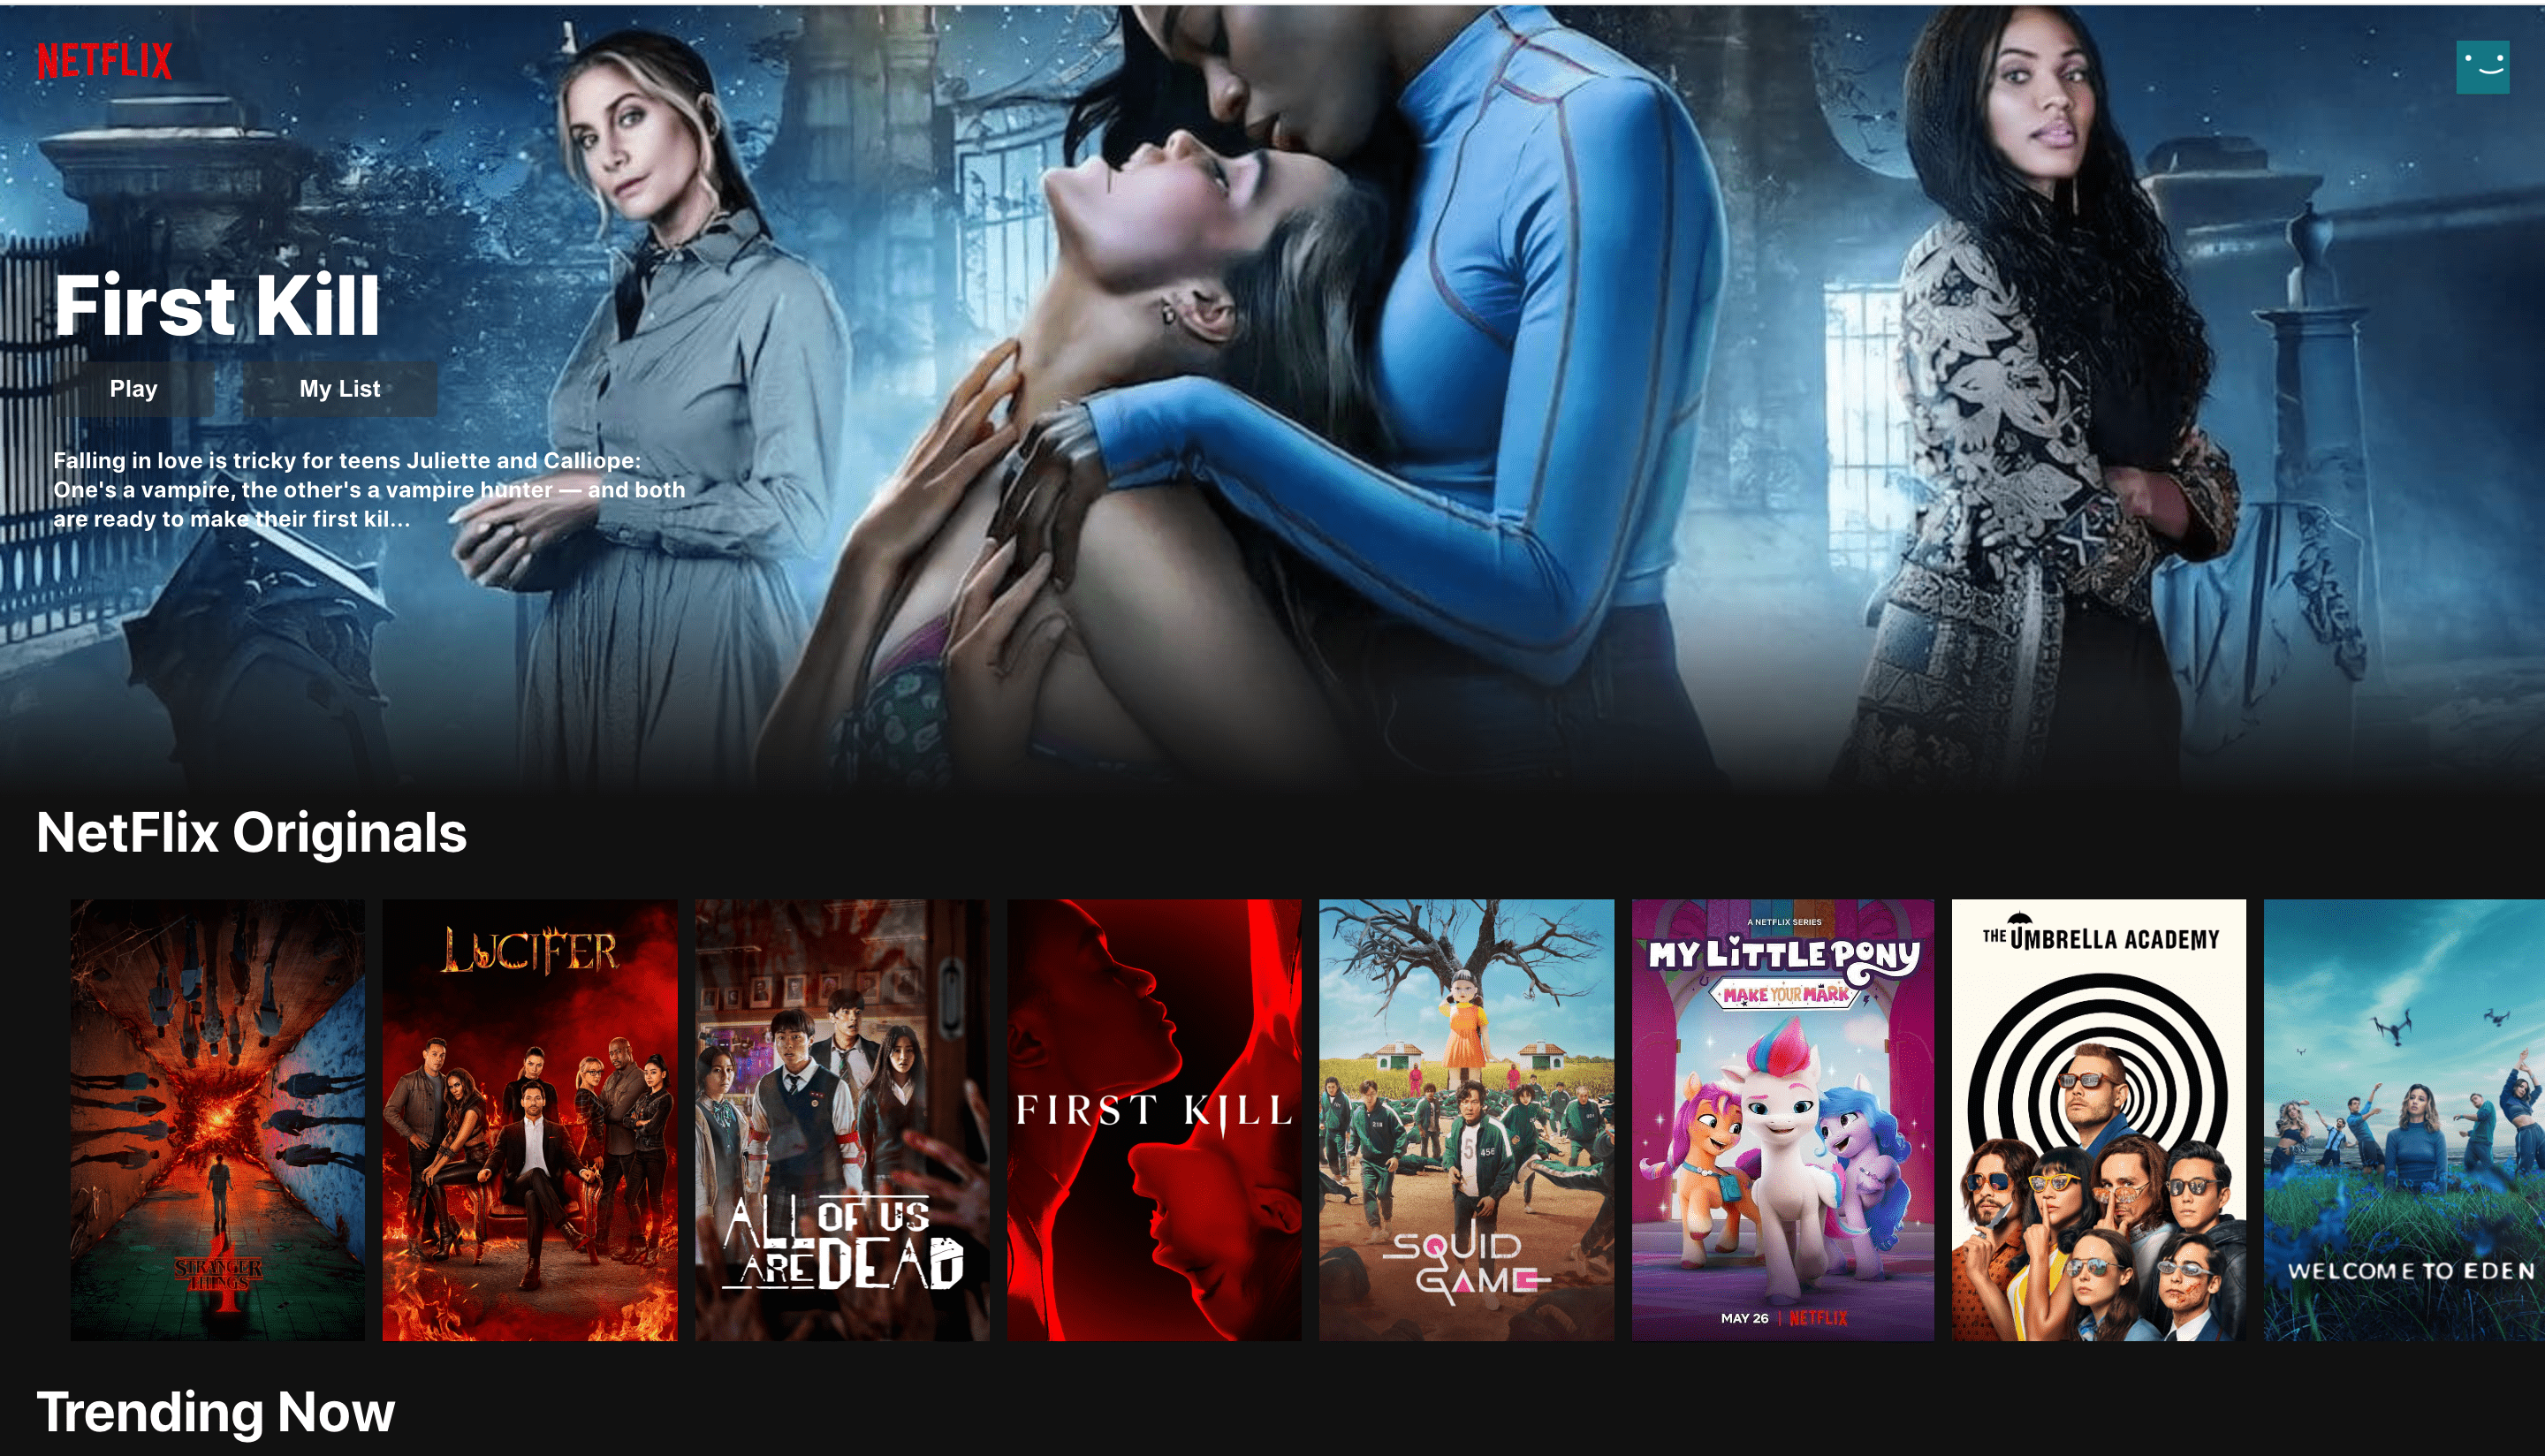 NETFLIX
First Kill
Play
My List
Falling in love is tricky for teens Juliette and Calliope:
One's a vampire, the other's a vampire hunter — and both
are ready to make their first kil...
NetFlix Originals
STRANGER
THINGS
4
LUCIFER
ALL OF US
ARE DEAD
FIRST KILL
218
5
456
SQUID
GAME
A NETFLIX SERIES
MY LITTLE PONY
MAKE YOUR MARK
MAY 26 | NETFLIX
THE UMBRELLA ACADEMY
WELCOME TO EDEN
Trending Now